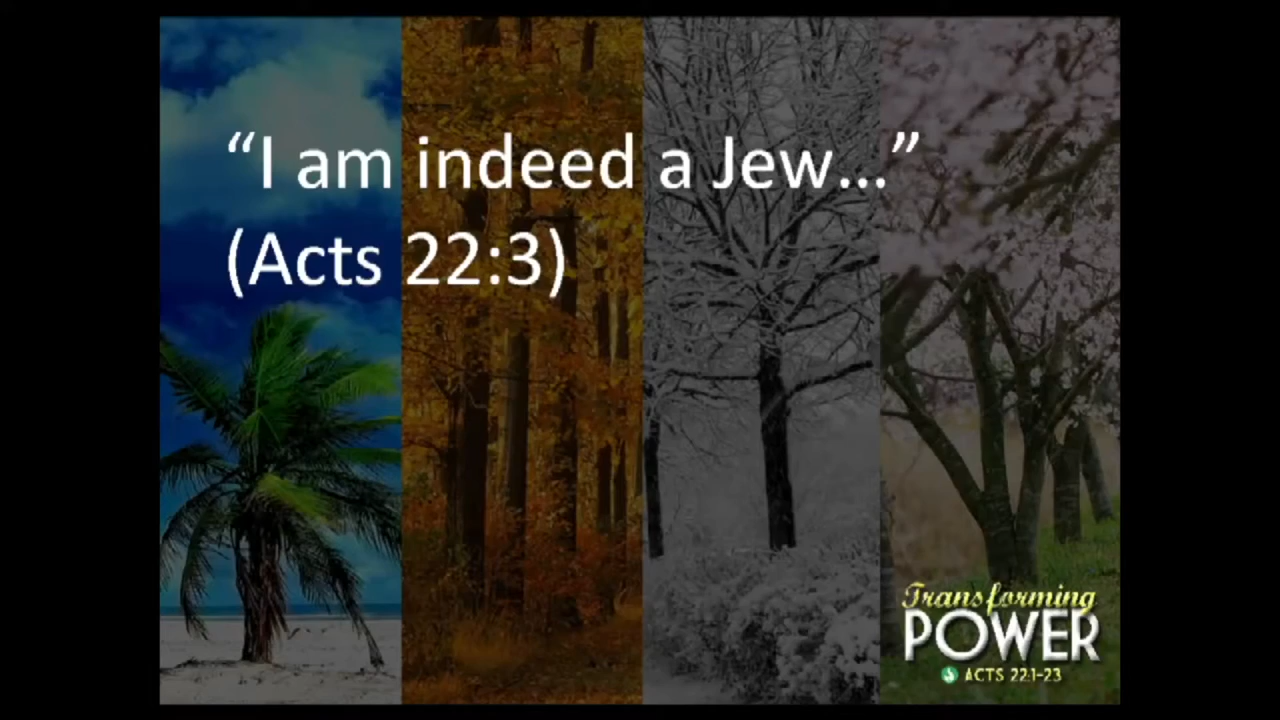 “I am indeed a Jew...”
(Acts 22:3)
Transforming
POWER
ACTS 22:1-23